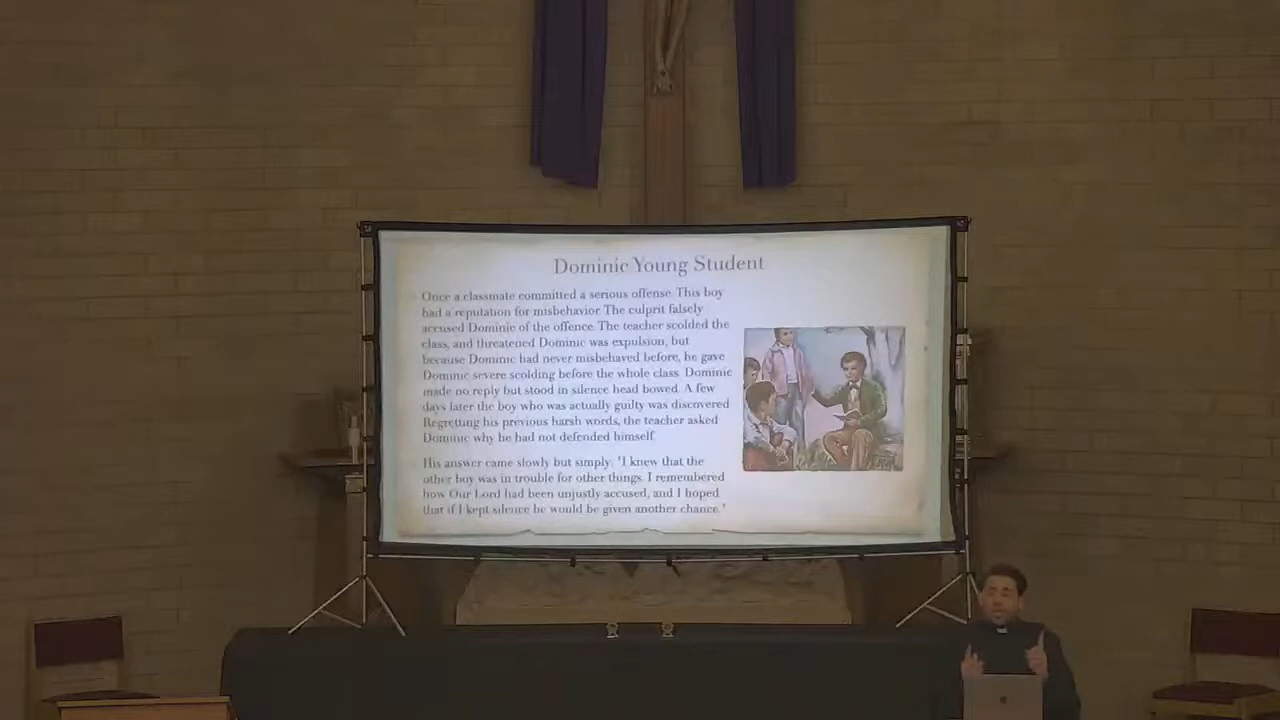 Dominic Young Student
Once a classmate committed a serious offense. This boy
had a reputation for misbehavior. The culprit falsely
accused Dominic of the offence. The teacher scolded the
class, and threatened Dominic was expulsion, but
because Dominic had never misbehaved before, he gave
Dominic severe scolding before the whole class. Dominic
made no reply but stood in silence head bowed. A few
days later the boy who was actually guilty was discovered.
Regretting his previous harsh words, the teacher asked
Dominic why he had not defended himself.
His answer came slowly but simply: "I knew that the
other boy was in trouble for other things. I remembered
how Our Lord had been unjustly accused, and I hoped
that if I kept silence he would be given another chance."